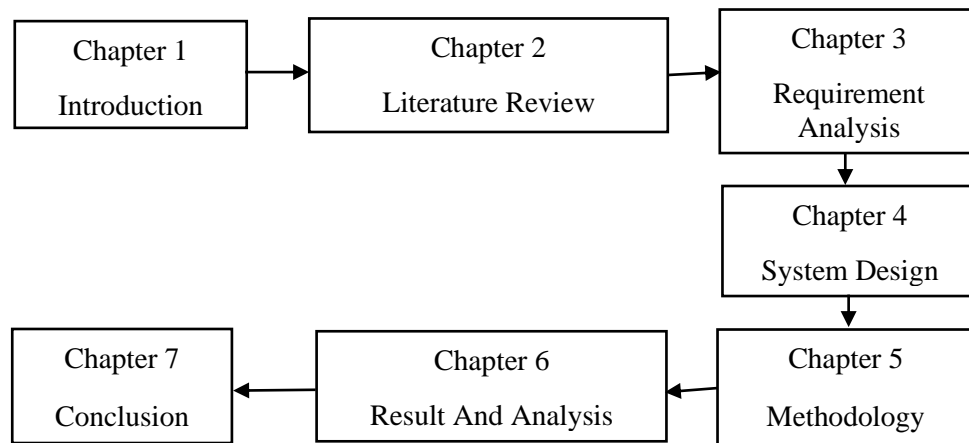 Chapter 1
Introduction
Chapter 2
Literature Review
Chapter 3
Requirement
Analysis
Chapter 4
System Design
Chapter 5
Methodology
Chapter 6
Result And Analysis
Chapter 7
Conclusion